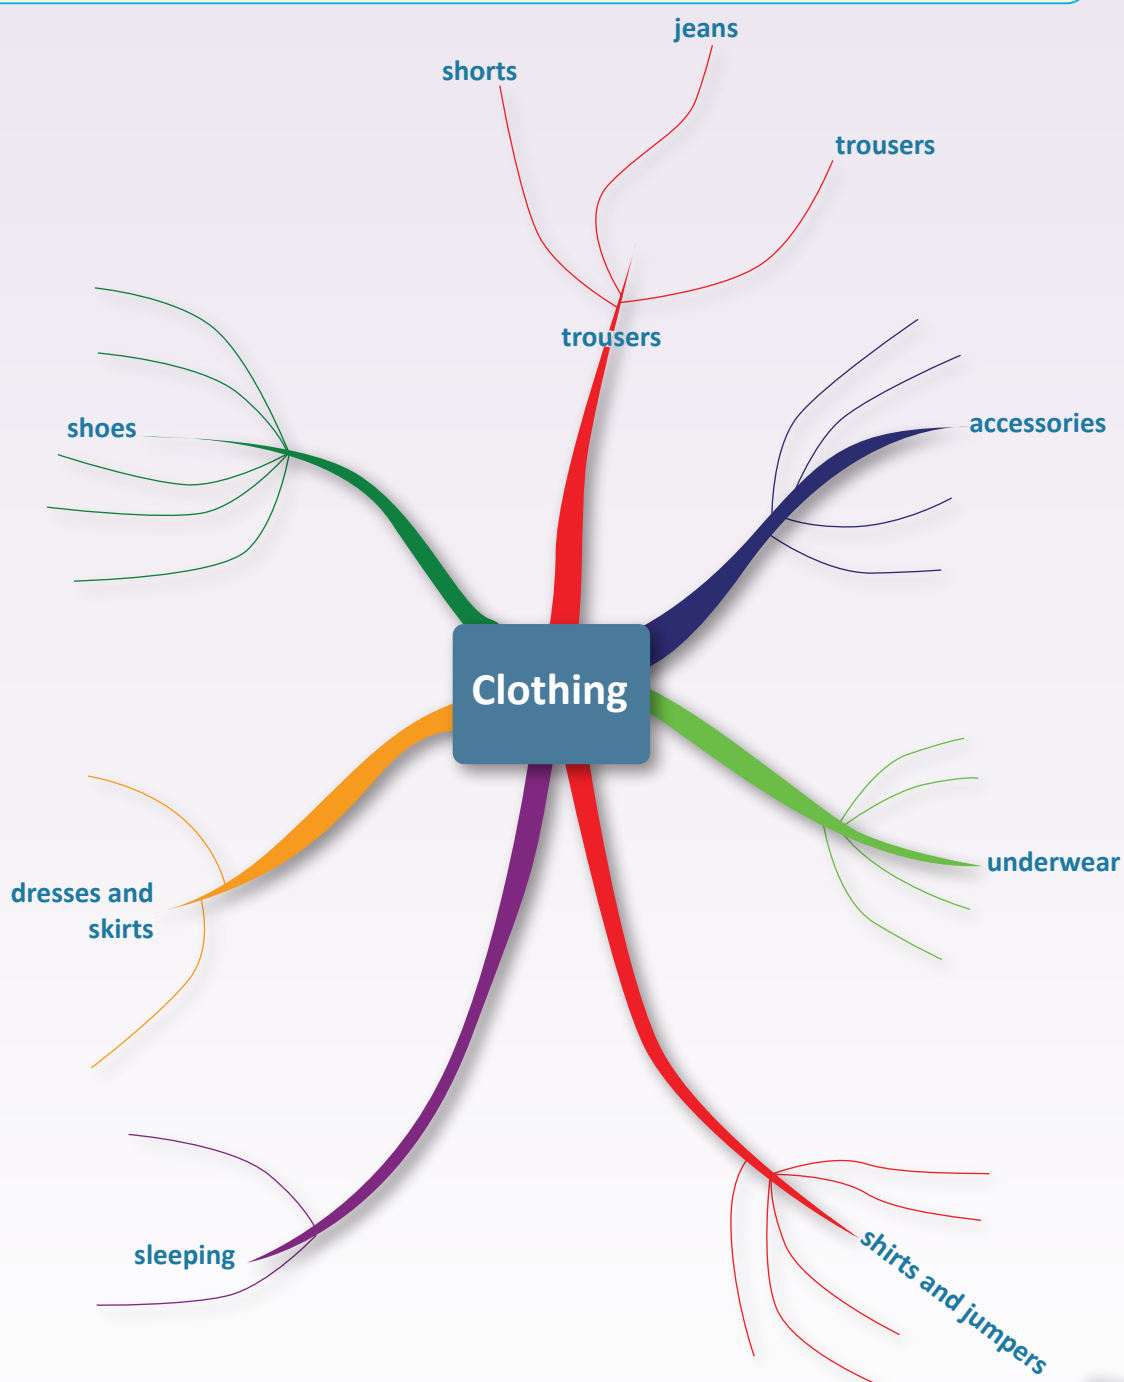 jeans
shorts
trousers
trousers
shoes
accessories
Clothing
underwear
dresses and
skirts
sleeping
shirts and jumpers